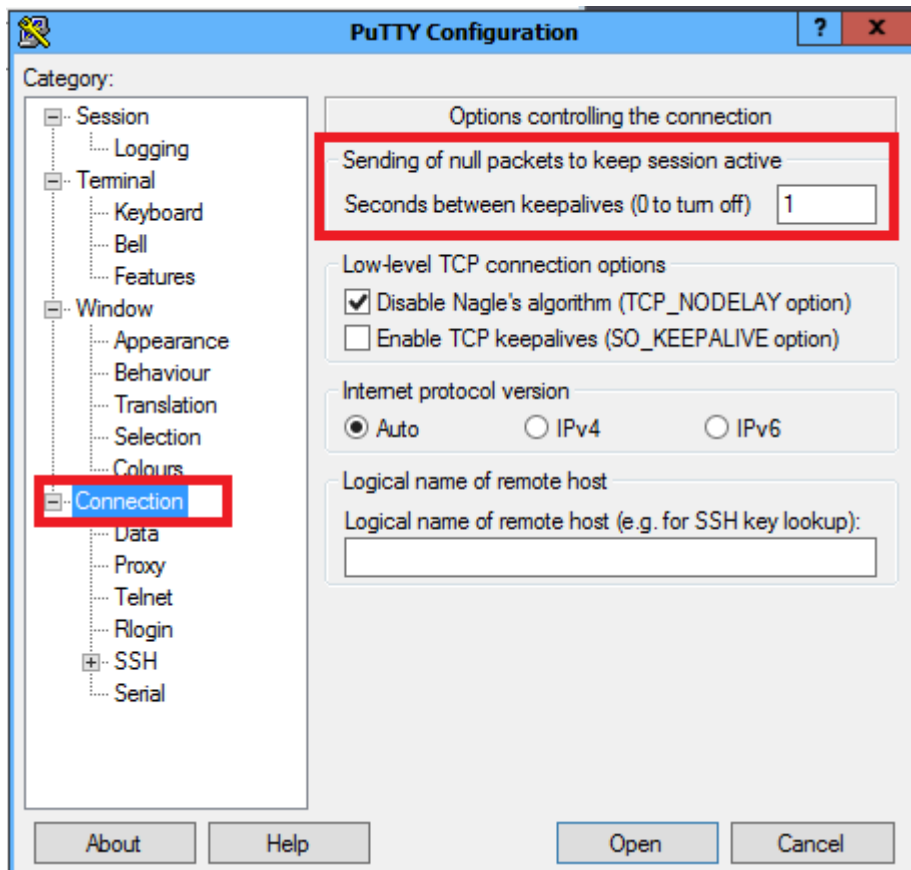 PuTTY Configuration
?
x
Category:
Session
Logging
Terminal
Keyboard
Bell
Features
Window
Appearance
Behaviour
Translation
Selection
Colours
Connection
Data
Proxy
Telnet
Rlogin
SSH
Serial
Options controlling the connection
Sending of null packets to keep session active
Seconds between keepalives (0 to turn off)
1
Low-level TCP connection options
Disable Nagle's algorithm (TCP_NODELAY option)
Enable TCP keepalives (SO_KEEPALIVE option)
Internet protocol version
Auto IPv4 IPv6
Logical name of remote host
Logical name of remote host (e.g. for SSH key lookup):
About Help Open Cancel